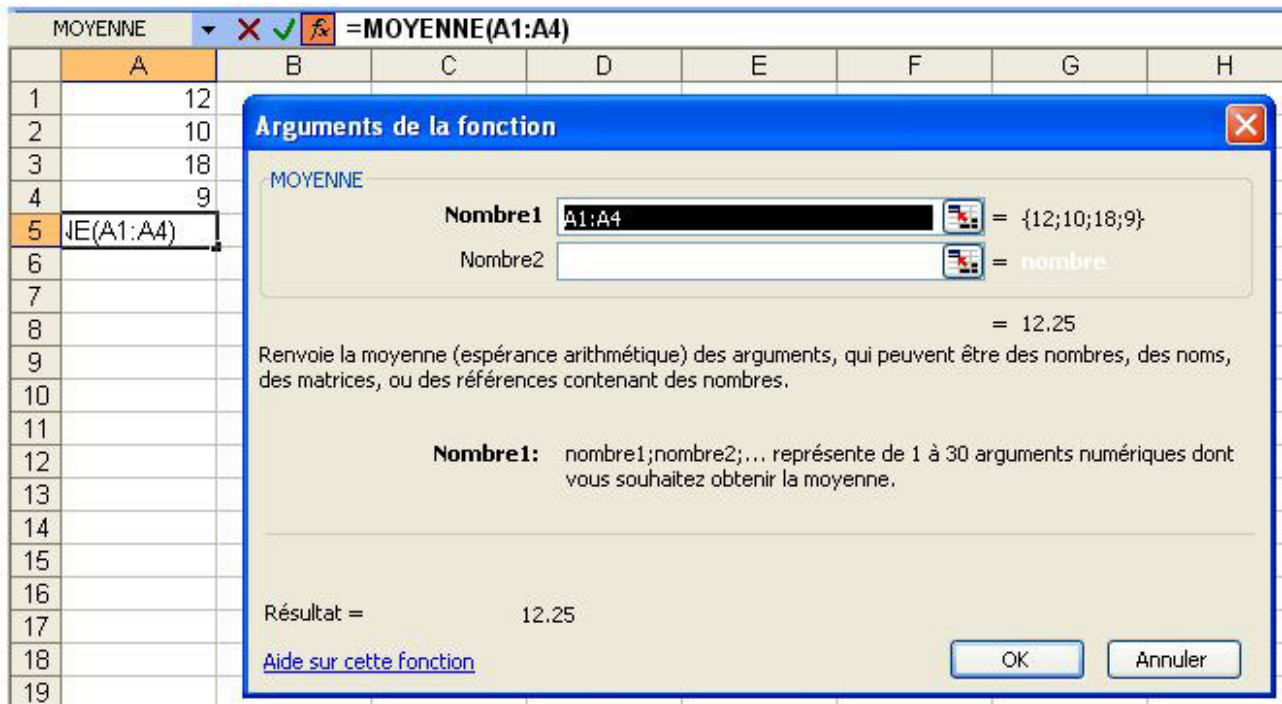 MOYENNE =MOYENNE(A1:A4)
A B C D E F G H
1 12
2 10
3 18
4 9
5 NE(A1:A4)
6
7
8
9
10
11
12
13
14
15
16
17
18
19
Arguments de la fonction
MOYENNE
Nombre1 A1:A4 = {12;10;18;9}
Nombre2 = nombre
= 12.25
Renvoie la moyenne (espérance arithmétique) des arguments, qui peuvent être des nombres, des noms,
des matrices, ou des références contenant des nombres.
Nombre1: nombre1;nombre2;... représente de 1 à 30 arguments numériques dont
vous souhaitez obtenir la moyenne.
Résultat = 12.25
Aide sur cette fonction
OK Annuler